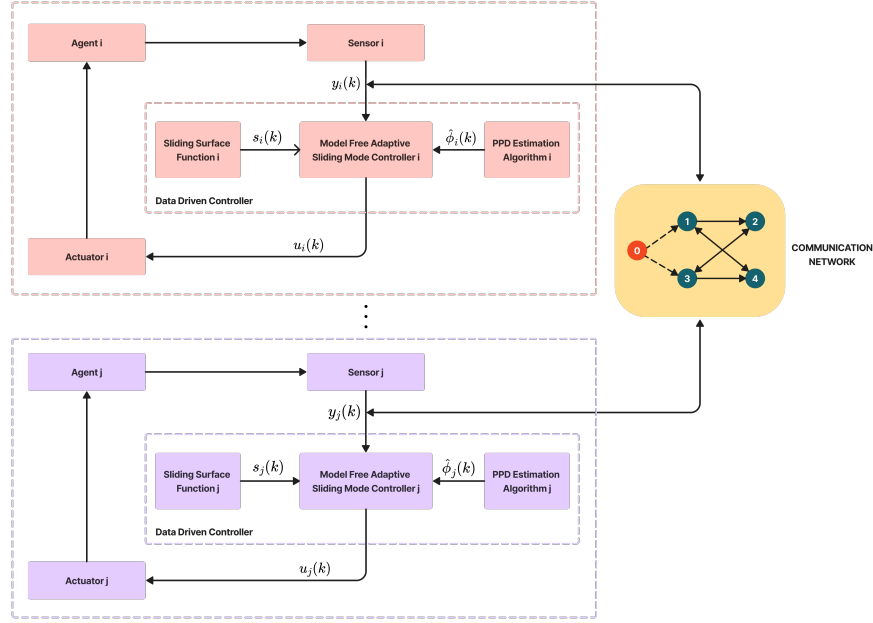 Agent i
Sensor i
y_i(k)
Sliding Surface
Function i
s_i(k)
Model Free Adaptive
Sliding Mode Controller i
ϕ̂_i(k)
PPD Estimation
Algorithm i
Data Driven Controller
Actuator i
u_i(k)
0
1
2
3
4
COMMUNICATION
NETWORK
Agent j
Sensor j
y_j(k)
Sliding Surface
Function j
s_j(k)
Model Free Adaptive
Sliding Mode Controller j
ϕ̂_j(k)
PPD Estimation
Algorithm j
Data Driven Controller
Actuator j
u_j(k)